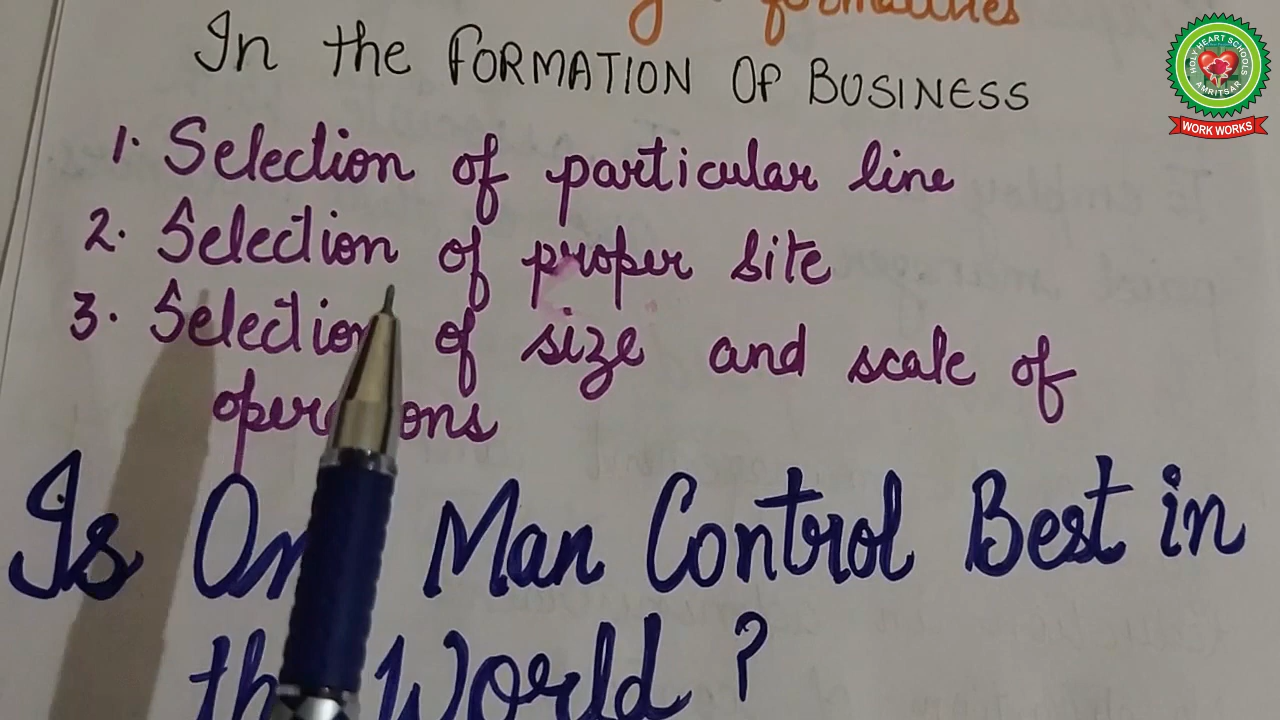 formalities
In the FORMATION OF BUSINESS
1. Selection of particular line
2. Selection of proper site
3. Selection of size and scale of
operations
Is One Man Control Best in
the World ?
HOLY HEART SCHOOLS
AMRITSAR
WORK WORKS